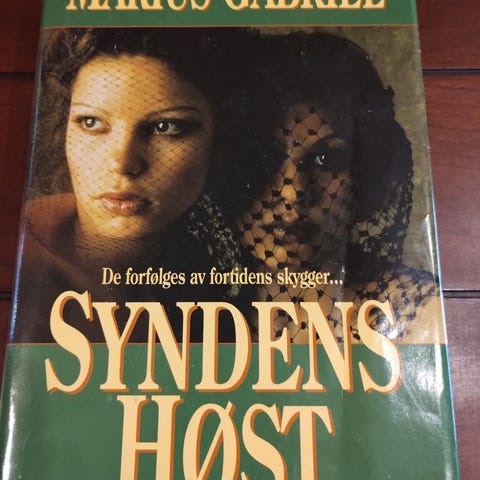 MARIUS GABRIEL
De forfølges av fortidens skygger...
SYNDENS
HØST